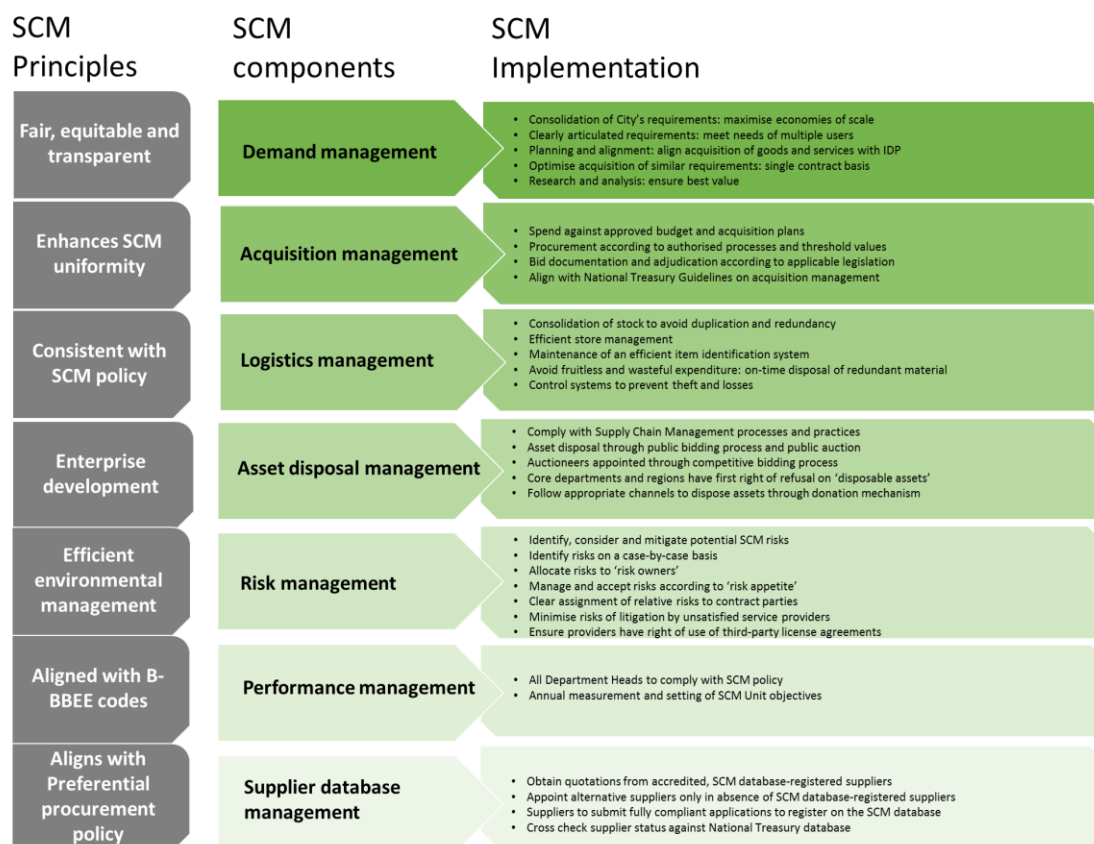 SCM
Principles
SCM
components
SCM
Implementation
Fair, equitable and
transparent
Demand management
• Consolidation of City's requirements: maximise economies of scale
• Clearly articulated requirements: meet needs of multiple users
• Planning and alignment: align acquisition of goods and services with IDP
• Optimise acquisition of similar requirements: single contract basis
• Research and analysis: ensure best value
Enhances SCM
uniformity
Acquisition management
• Spend against approved budget and acquisition plans
• Procurement according to authorised processes and threshold values
• Bid documentation and adjudication according to applicable legislation
• Align with National Treasury Guidelines on acquisition management
Consistent with
SCM policy
Logistics management
• Consolidation of stock to avoid duplication and redundancy
• Efficient store management
• Maintenance of an efficient item identification system
• Avoid fruitless and wasteful expenditure: on-time disposal of redundant material
• Control systems to prevent theft and losses
Enterprise
development
Asset disposal management
• Comply with Supply Chain Management processes and practices
• Asset disposal through public bidding process and public auction
• Auctioneers appointed through competitive bidding process
• Core departments and regions have first right of refusal on 'disposable assets'
• Follow appropriate channels to dispose assets through donation mechanism
Efficient
environmental
management
Risk management
• Identify, consider and mitigate potential SCM risks
• Identify risks on a case-by-case basis
• Allocate risks to 'risk owners'
• Manage and accept risks according to 'risk appetite'
• Clear assignment of relative risks to contract parties
• Minimise risks of litigation by unsatisfied service providers
• Ensure providers have right of use of third-party license agreements
Aligned with B-
BBEE codes
Performance management
• All Department Heads to comply with SCM policy
• Annual measurement and setting of SCM Unit objectives
Aligns with
Preferential
procurement
policy
Supplier database
management
• Obtain quotations from accredited, SCM database-registered suppliers
• Appoint alternative suppliers only in absence of SCM database-registered suppliers
• Suppliers to submit fully compliant applications to register on the SCM database
• Cross check supplier status against National Treasury database